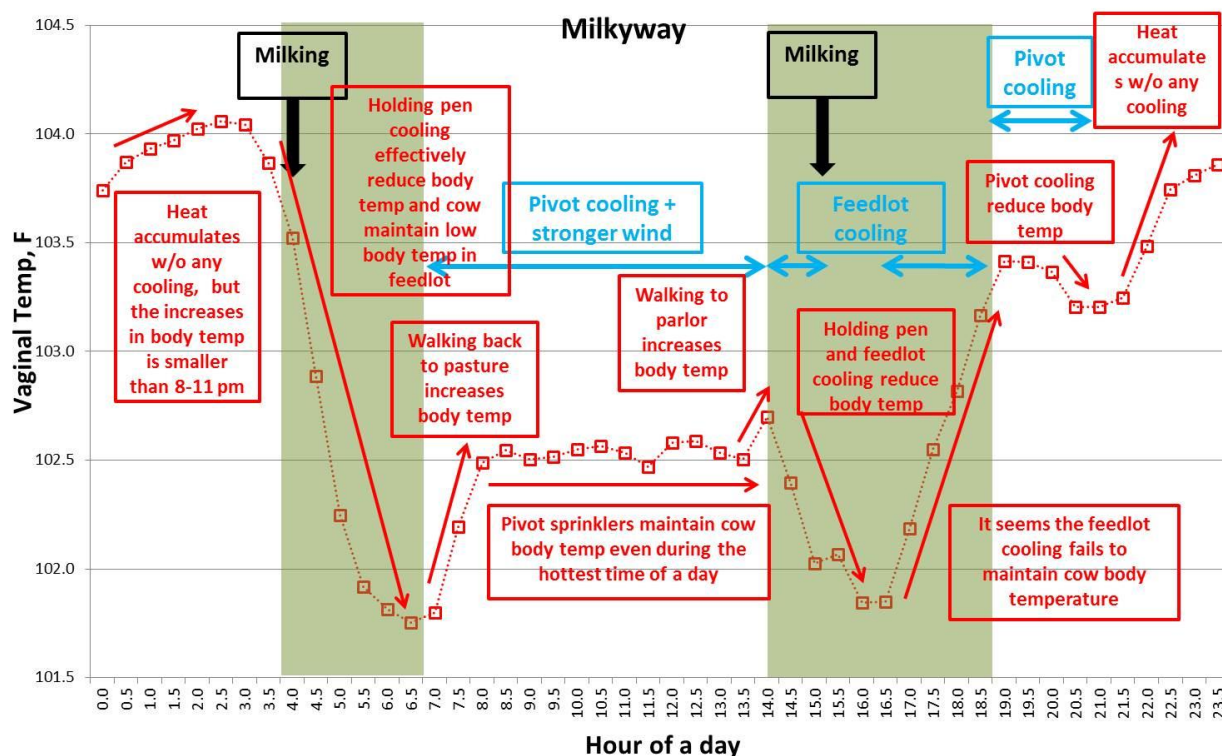 Milkyway
104.5
104.0
103.5
103.0
102.5
102.0
101.5
Vaginal Temp, F
Milking
Heat
accumulates
w/o any
cooling,  but
the increases
in body temp
is smaller
than 8-11 pm
Holding pen
cooling
effectively
reduce body
temp and cow
maintain low
body temp in
feedlot
Walking back
to pasture
increases
body temp
Pivot cooling +
stronger wind
Pivot sprinklers maintain cow
body temp even during the
hottest time of a day
Walking to
parlor
increases
body temp
Milking
Feedlot
cooling
Holding pen
and feedlot
cooling reduce
body temp
Pivot
cooling
Pivot cooling
reduce body
temp
Heat
accumulate
s w/o any
cooling
It seems the feedlot
cooling fails to
maintain cow body
temperature
0.0
0.5
1.0
1.5
2.0
2.5
3.0
3.5
4.0
4.5
5.0
5.5
6.0
6.5
7.0
7.5
8.0
8.5
9.0
9.5
10.0
10.5
11.0
11.5
12.0
12.5
13.0
13.5
14.0
14.5
15.0
15.5
16.0
16.5
17.0
17.5
18.0
18.5
19.0
19.5
20.0
20.5
21.0
21.5
22.0
22.5
23.0
23.5
Hour of a day